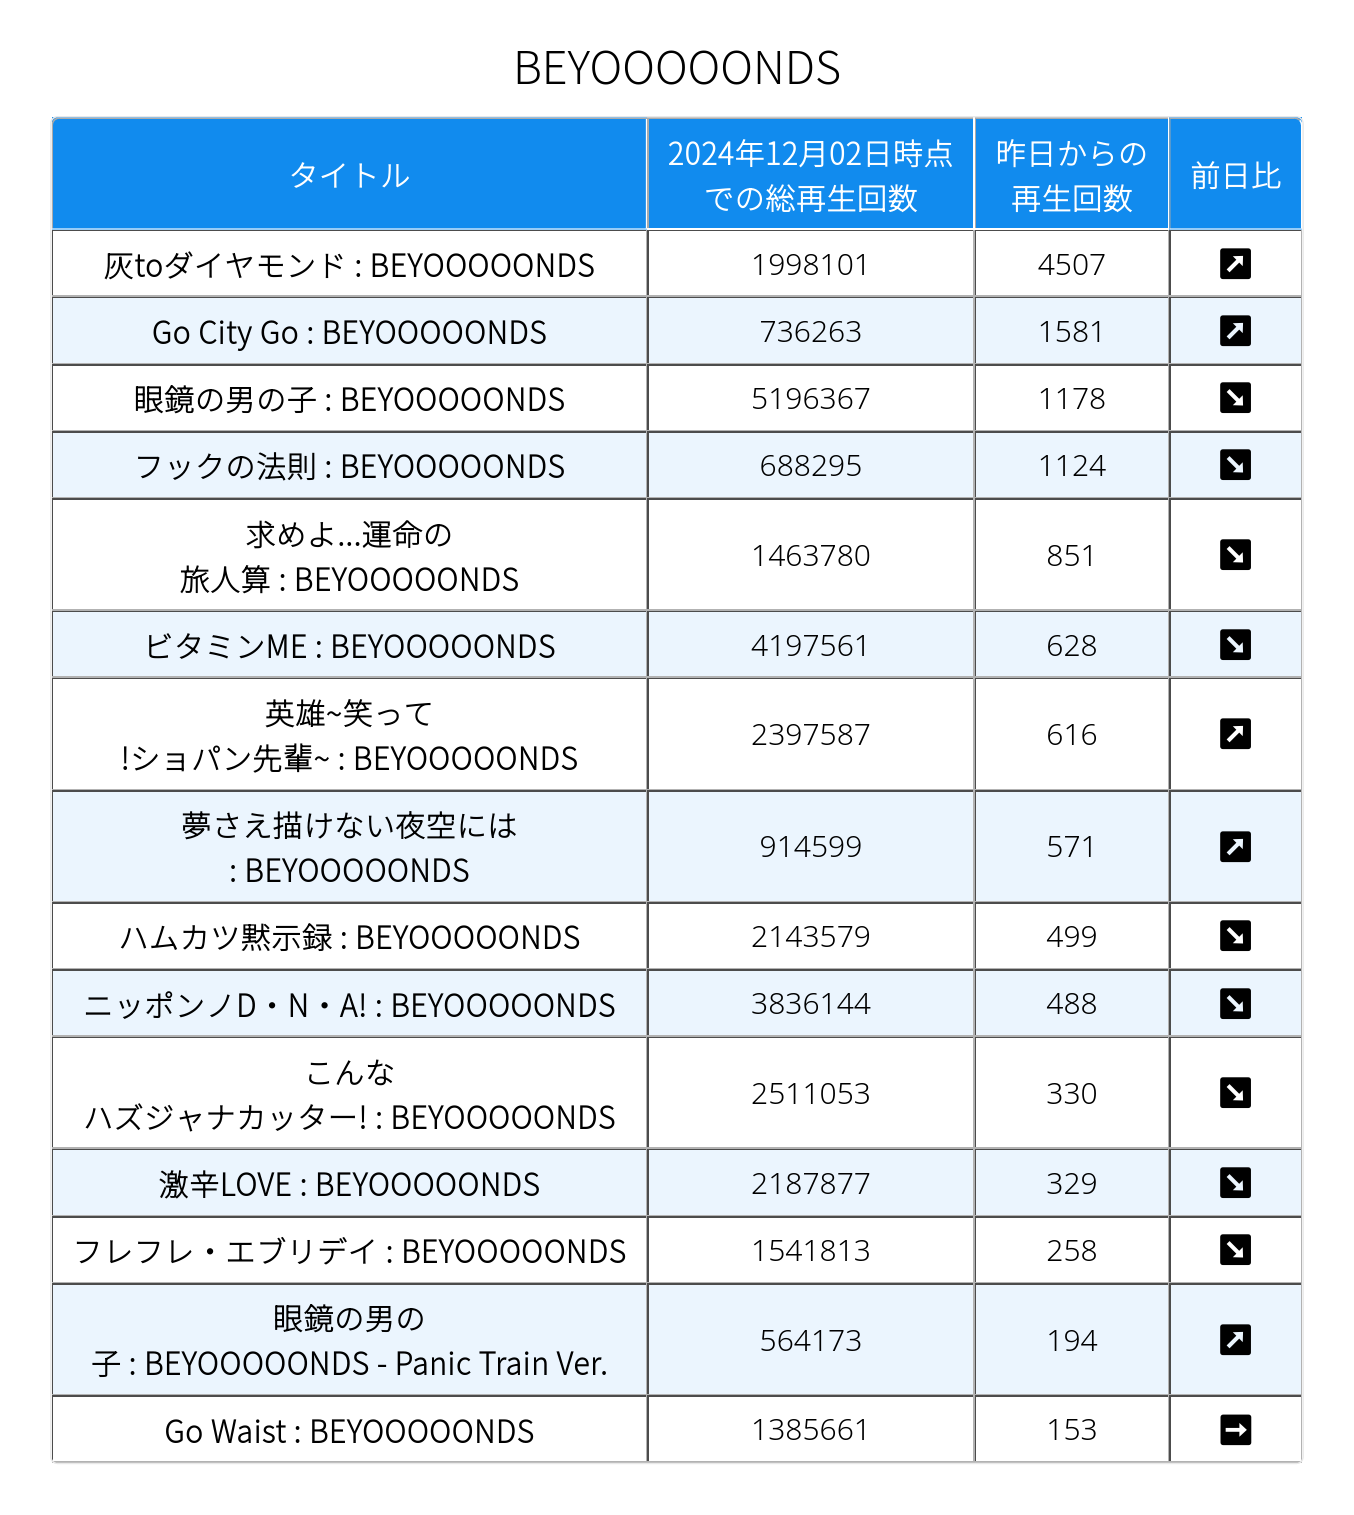 BEYOOOOONDS
タイトル
2024年12月02日時点
での総再生回数
昨日からの
再生回数
前日比
灰toダイヤモンド : BEYOOOOONDS 1998101 4507
Go City Go : BEYOOOOONDS 736263 1581
眼鏡の男の子 : BEYOOOOONDS 5196367 1178
フックの法則 : BEYOOOOONDS 688295 1124
求めよ...運命の
旅人算 : BEYOOOOONDS 1463780 851
ビタミンME : BEYOOOOONDS 4197561 628
英雄~笑って
!ショパン先輩~ : BEYOOOOONDS 2397587 616
夢さえ描けない夜空には
: BEYOOOOONDS 914599 571
ハムカツ黙示録 : BEYOOOOONDS 2143579 499
ニッポンノD・N・A! : BEYOOOOONDS 3836144 488
こんな
ハズジャナカッター! : BEYOOOOONDS 2511053 330
激辛LOVE : BEYOOOOONDS 2187877 329
フレフレ・エブリデイ : BEYOOOOONDS 1541813 258
眼鏡の男の
子 : BEYOOOOONDS - Panic Train Ver. 564173 194
Go Waist : BEYOOOOONDS 1385661 153